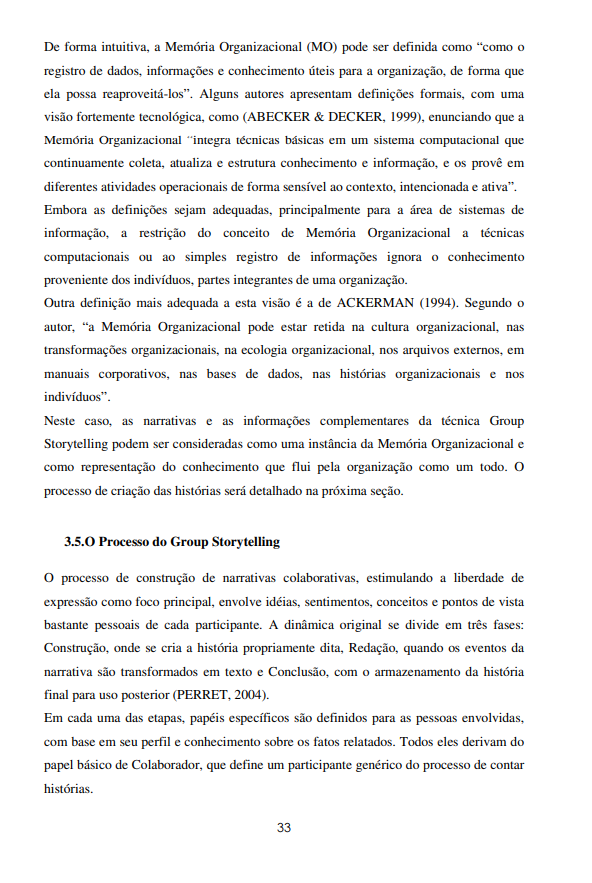 De forma intuitiva, a Memória Organizacional (MO) pode ser definida como “como o
registro de dados, informações e conhecimento úteis para a organização, de forma que
ela possa reaproveitá-los”. Alguns autores apresentam definições formais, com uma
visão fortemente tecnológica, como (ABECKER & DECKER, 1999), enunciando que a
Memória Organizacional “integra técnicas básicas em um sistema computacional que
continuamente coleta, atualiza e estrutura conhecimento e informação, e os provê em
diferentes atividades operacionais de forma sensível ao contexto, intencionada e ativa”.
Embora as definições sejam adequadas, principalmente para a área de sistemas de
informação, a restrição do conceito de Memória Organizacional a técnicas
computacionais ou ao simples registro de informações ignora o conhecimento
proveniente dos indivíduos, partes integrantes de uma organização.
Outra definição mais adequada a esta visão é a de ACKERMAN (1994). Segundo o
autor, “a Memória Organizacional pode estar retida na cultura organizacional, nas
transformações organizacionais, na ecologia organizacional, nos arquivos externos, em
manuais corporativos, nas bases de dados, nas histórias organizacionais e nos
indivíduos”.
Neste caso, as narrativas e as informações complementares da técnica Group
Storytelling podem ser consideradas como uma instância da Memória Organizacional e
como representação do conhecimento que flui pela organização como um todo. O
processo de criação das histórias será detalhado na próxima seção.
3.5.O Processo do Group Storytelling
O processo de construção de narrativas colaborativas, estimulando a liberdade de
expressão como foco principal, envolve idéias, sentimentos, conceitos e pontos de vista
bastante pessoais de cada participante. A dinâmica original se divide em três fases:
Construção, onde se cria a história propriamente dita, Redação, quando os eventos da
narrativa são transformados em texto e Conclusão, com o armazenamento da história
final para uso posterior (PERRET, 2004).
Em cada uma das etapas, papéis específicos são definidos para as pessoas envolvidas,
com base em seu perfil e conhecimento sobre os fatos relatados. Todos eles derivam do
papel básico de Colaborador, que define um participante genérico do processo de contar
histórias.
33